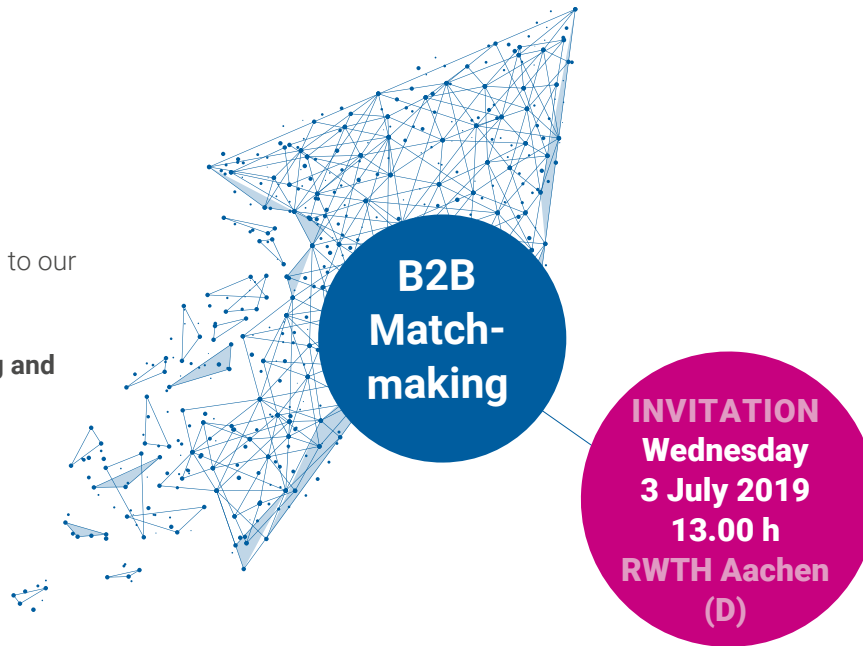 to our
and
B2B
Match-
making
INVITATION
Wednesday
3 July 2019
13.00 h
RWTH Aachen
(D)